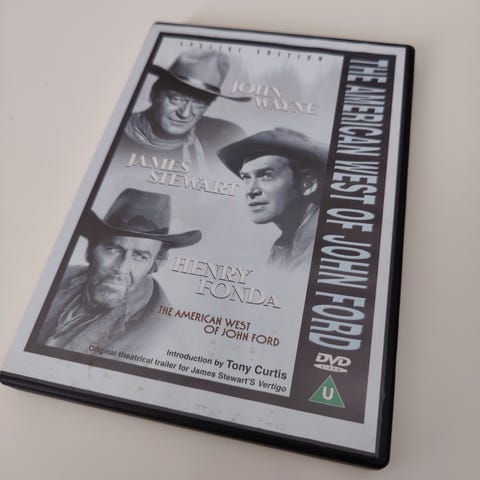 SPECIAL EDITION
JOHN
WAYNE
JAMES
STEWART
HENRY
FONDA
THE AMERICAN WEST
OF JOHN FORD
Introduction by Tony Curtis
Original theatrical trailer for James Stewart'S Vertigo
THE AMERICAN WEST OF JOHN FORD
DVD
VIDEO
U